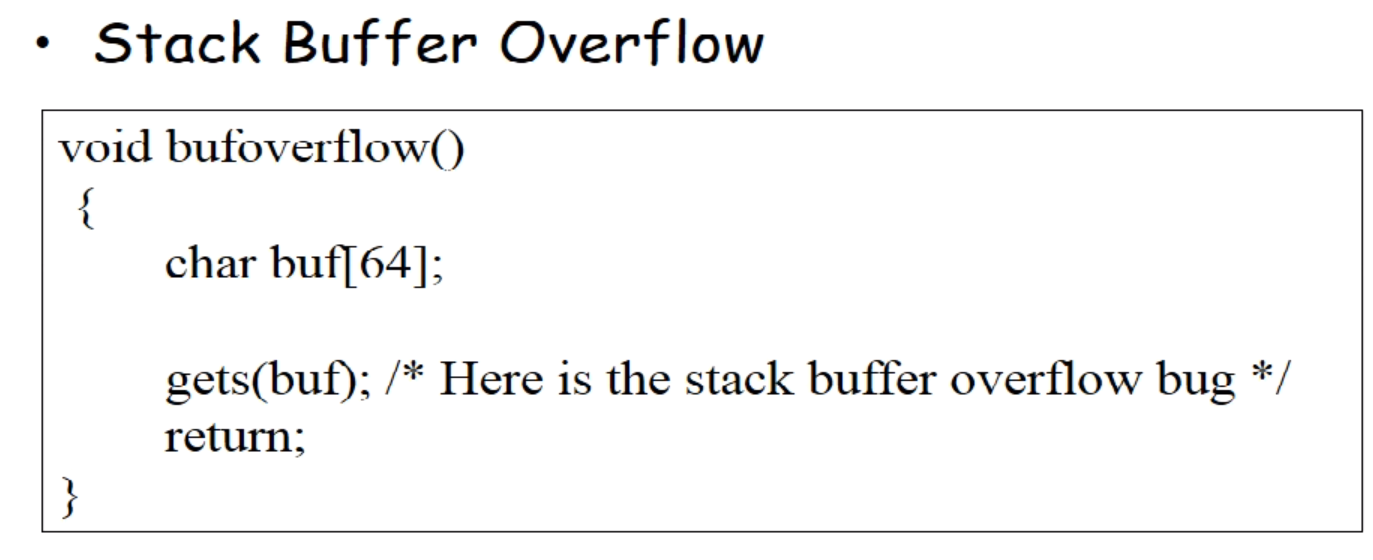 • Stack Buffer Overflow
void bufoverflow()
{
char buf[64];
gets(buf); /* Here is the stack buffer overflow bug */
return;
}